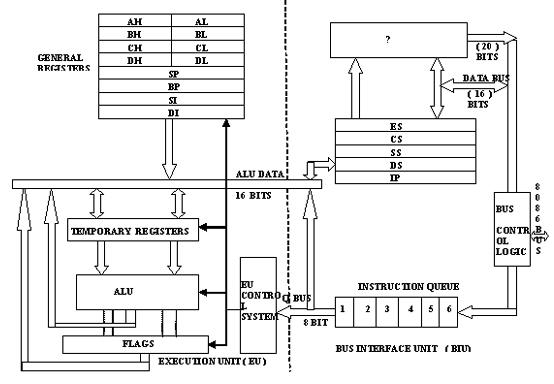 AH AL
BH BL
CH CL
DH DL
SP
BP
SI
DI
GENERAL
REGISTERS
?
( 20 )
BITS
DATA BUS
( 16 )
BITS
ES
CS
SS
DS
IP
ALU DATA
16 BITS
TEMPORARY REGISTERS
ALU
FLAGS
EU
CONTRO
L
SYSTEM
Q BUS
8 BIT
INSTRUCTION QUEUE
1 2 3 4 5 6
BUS
CONTR
OL
LOGIC
8086 BUS
EXECUTION UNIT ( EU )
BUS INTERFACE UNIT ( BIU)